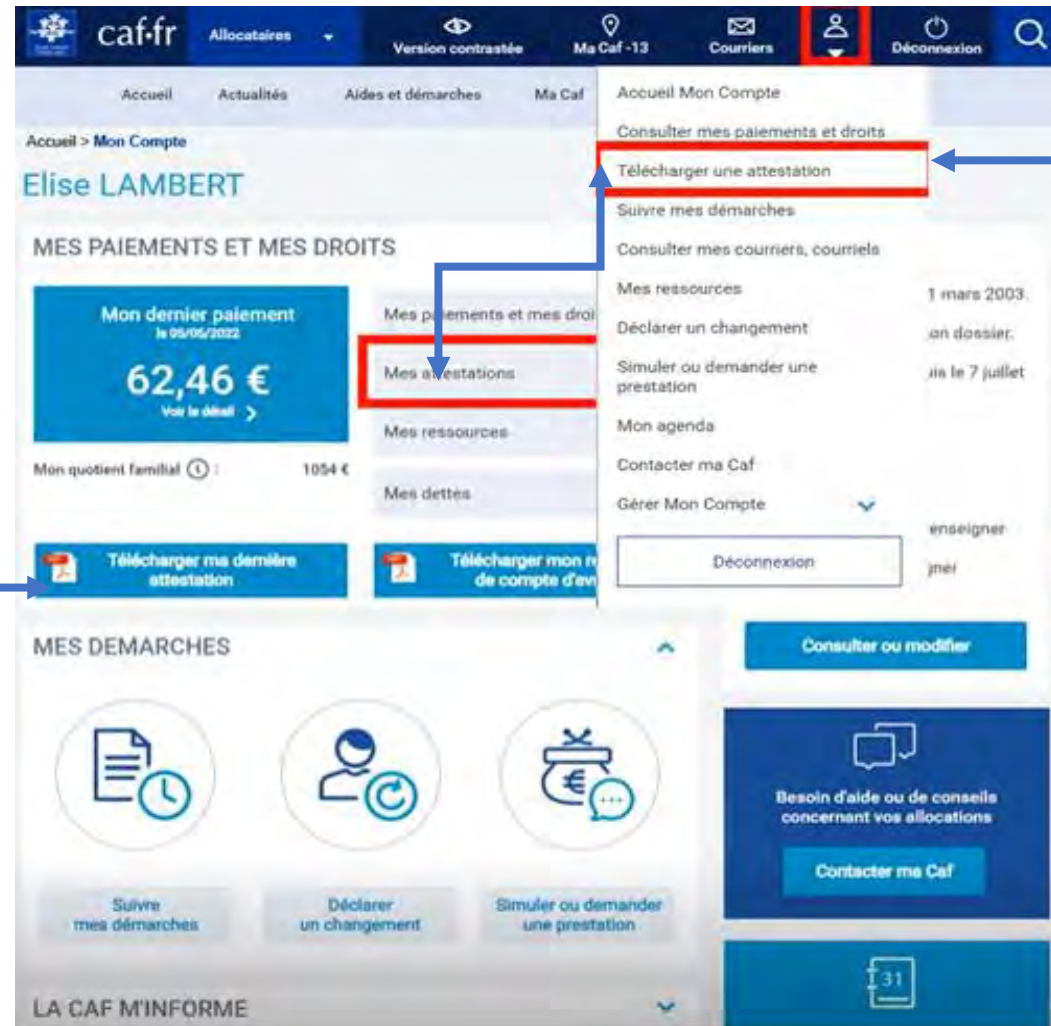 caf·fr
Allocataires
Version contrastée
Ma Caf -13
Courriers
Déconnexion
Accueil
Actualités
Aides et démarches
Ma Caf
Accueil Mon Compte
Consulter mes paiements et droits
Télécharger une attestation
Suivre mes démarches
Consulter mes courriers, courriels
Mes ressources
Déclarer un changement
Simuler ou demander une
prestation
Mon agenda
Contacter ma Caf
Gérer Mon Compte
Déconnexion
Accueil > Mon Compte
Elise LAMBERT
MES PAIEMENTS ET MES DROITS
Mon dernier paiement
le 05/05/2022
62,46 €
Voir le détail >
Mon quotient familial : 1054 €
Mes paiements et mes droi
Mes attestations
Mes ressources
Mes dettes
1 mars 2003.
on dossier.
uis le 7 juillet
enseigner
gner
Télécharger ma dernière
attestation
Télécharger mon re
de compte d'av
Consulter ou modifier
MES DEMARCHES
Suivre
mes démarches
Déclarer
un changement
Simuler ou demander
une prestation
Besoin d'aide ou de conseils
concernant vos allocations
Contacter ma Caf
31
LA CAF M'INFORME